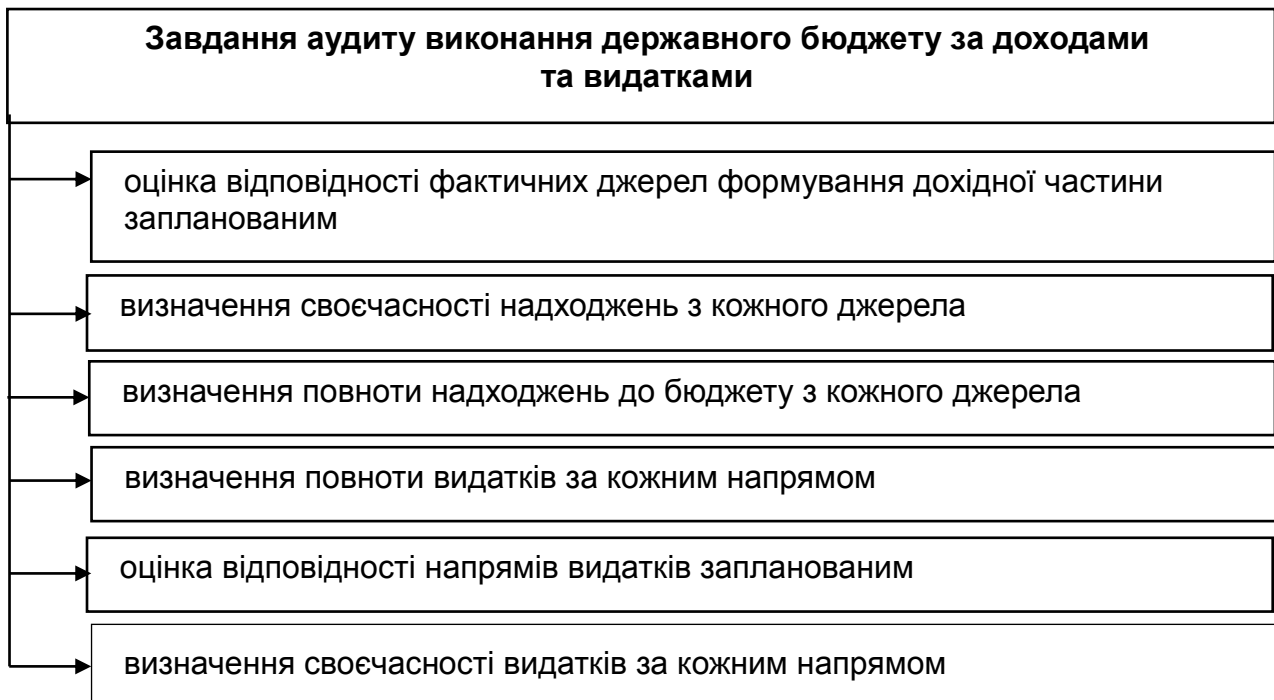 Завдання аудиту виконання державного бюджету за доходами
та видатками
оцінка відповідності фактичних джерел формування дохідної частини
запланованим
визначення своєчасності надходжень з кожного джерела
визначення повноти надходжень до бюджету з кожного джерела
визначення повноти видатків за кожним напрямом
оцінка відповідності напрямів видатків запланованим
визначення своєчасності видатків за кожним напрямом